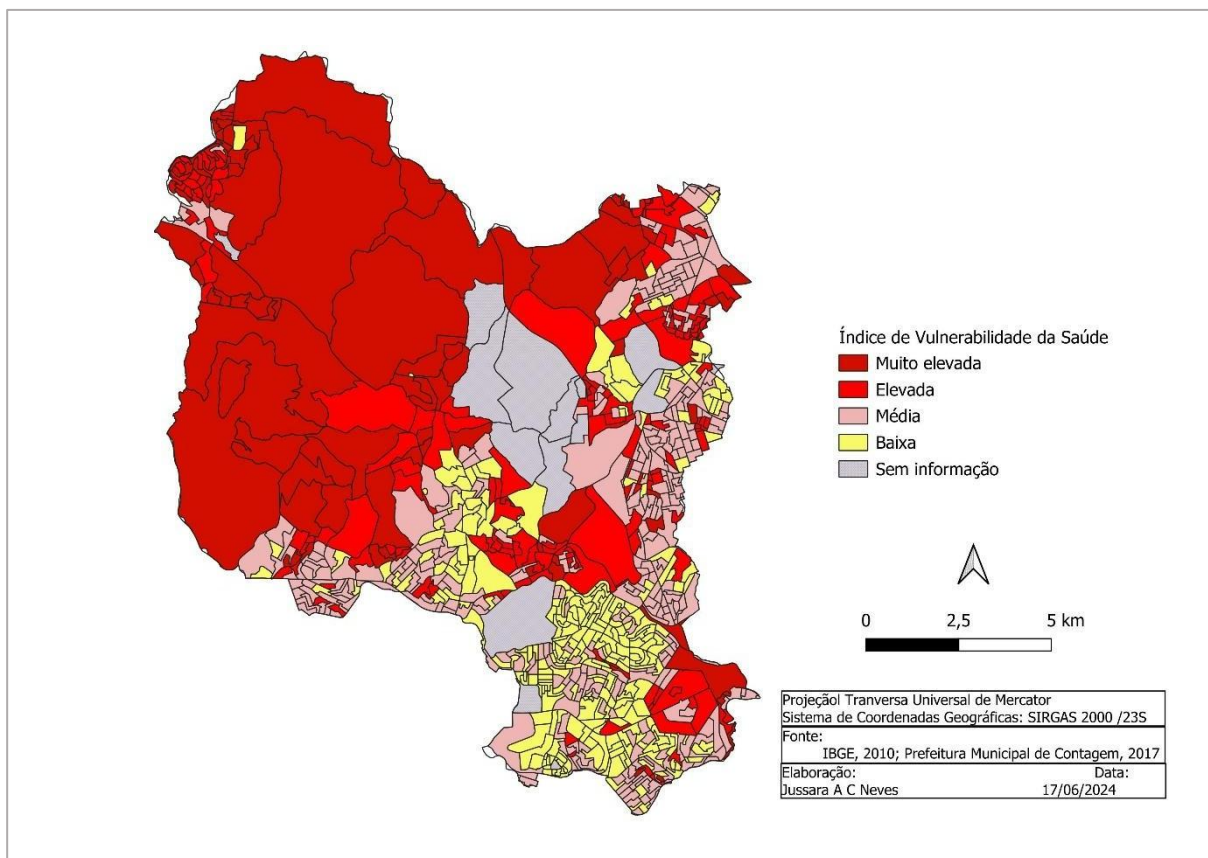 Índice de Vulnerabilidade da Saúde
Muito elevada
Elevada
Média
Baixa
Sem informação
0 2,5 5 km
Projeçãol Tranversa Universal de Mercator
Sistema de Coordenadas Geográficas: SIRGAS 2000 /23S
Fonte:
IBGE, 2010; Prefeitura Municipal de Contagem, 2017
Elaboração: Data:
Jussara A C Neves 17/06/2024